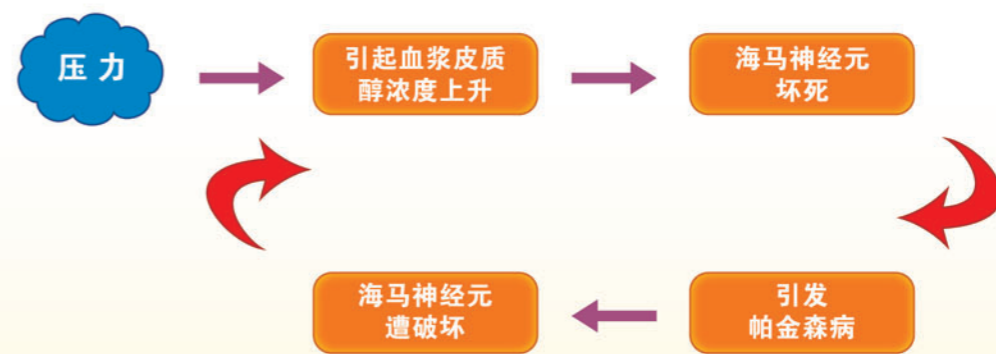 压力
引起血浆皮质
醇浓度上升
海马神经元
坏死
海马神经元
遭破坏
引发
帕金森病